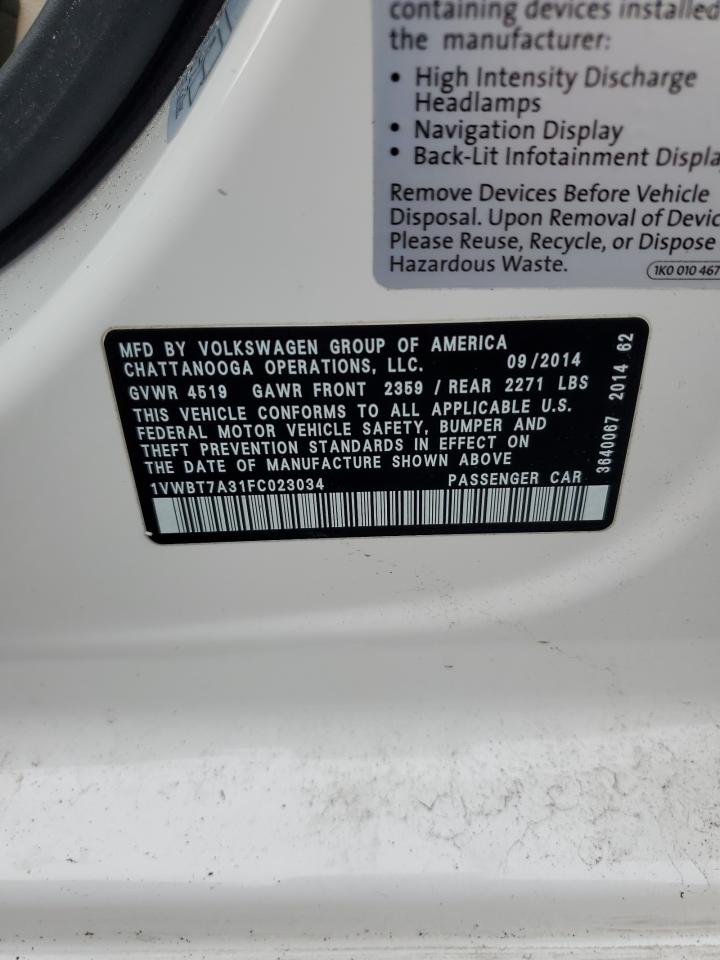 containing devices installed
the manufacturer:
• High Intensity Discharge
Headlamps
• Navigation Display
• Back-Lit Infotainment
Remove Devices Before Vehicle
Disposal. Upon Removal of
Please Reuse, Recycle, or Dispose
Hazardous Waste.
1K0 010 467
MFD BY VOLKSWAGEN GROUP OF AMERICA
CHATTANOOGA OPERATIONS, LLC. 09/2014
GVWR 4519 GAWR FRONT 2359 / REAR 2271 LBS
THIS VEHICLE CONFORMS TO ALL APPLICABLE U.S.
FEDERAL MOTOR VEHICLE SAFETY, BUMPER AND
THEFT PREVENTION STANDARDS IN EFFECT ON
THE DATE OF MANUFACTURE SHOWN ABOVE
1VWBT7A31FC023034 PASSENGER CAR
3640067 2014 62